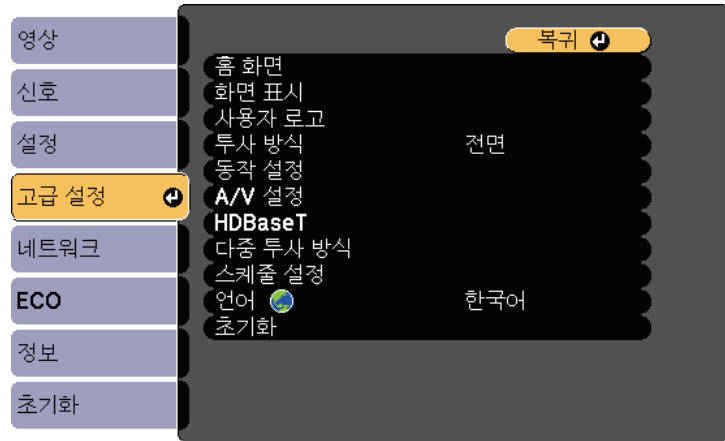 영상
신호
설정
고급 설정
네트워크
ECO
정보
초기화
복귀
홈 화면
화면 표시
사용자 로고
투사 방식 전면
동작 설정
A/V 설정
HDBaseT
다중 투사 방식
스케줄 설정
언어 한국어
초기화